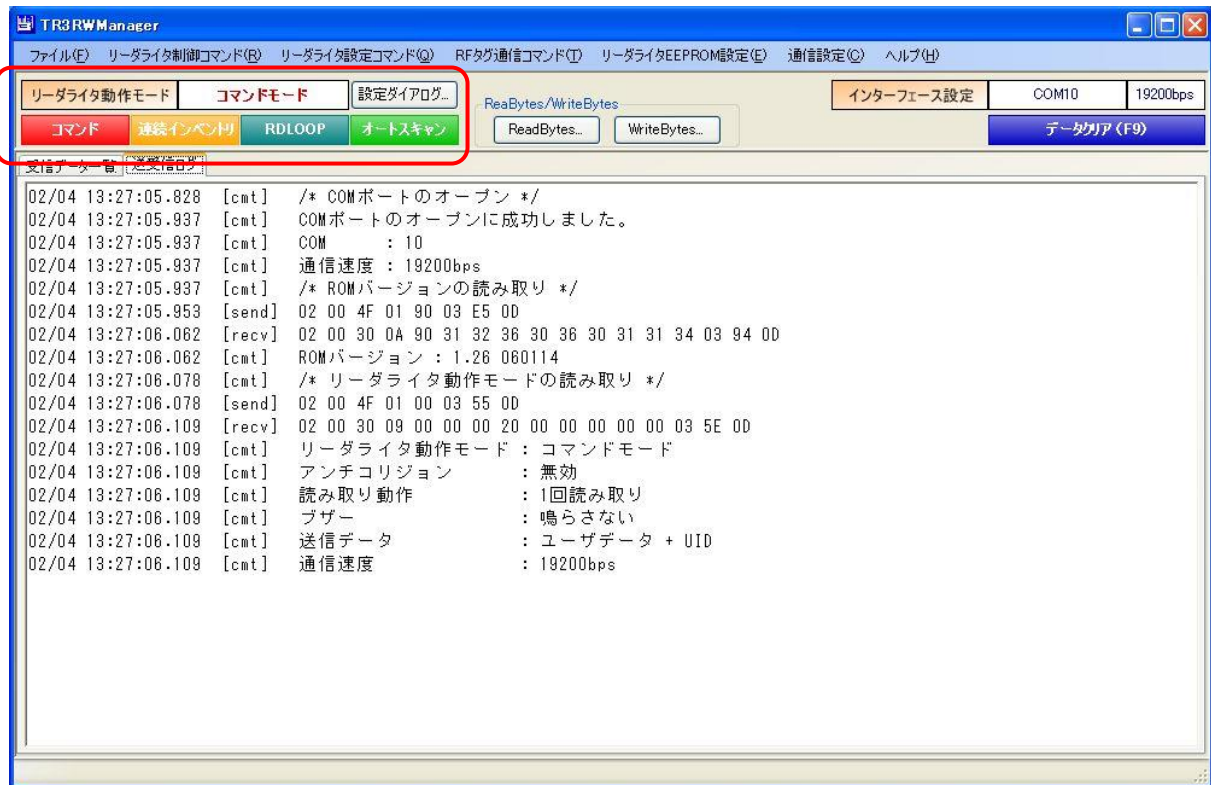 TR3RWManager
ファイル(F) リーダライタ制御コマンド(R) リーダライタ設定コマンド(Q) RFタグ通信コマンド(T) リーダライタEEPROM設定(E) 通信設定(C) ヘルプ(H)
リーダライタ動作モード コマンドモード 設定ダイアログ... ReaBytes/WriteBytes インターフェース設定 COM10 19200bps
コマンド 連続インベントリ RDLOOP オートスキャン ReadBytes... WriteBytes... データクリア(F9)
受信データ一覧 送受信ログ
02/04 13:27:05.828 [cmt] /* COMポートのオープン */
02/04 13:27:05.937 [cmt] COMポートのオープンに成功しました。
02/04 13:27:05.937 [cmt] COM : 10
02/04 13:27:05.937 [cmt] 通信速度 : 19200bps
02/04 13:27:05.937 [cmt] /* ROMバージョンの読み取り */
02/04 13:27:05.953 [send] 02 00 4F 01 90 03 E5 0D
02/04 13:27:06.062 [recv] 02 00 30 0A 90 31 32 36 30 36 30 31 31 34 03 94 0D
02/04 13:27:06.062 [cmt] ROMバージョン : 1.26 060114
02/04 13:27:06.078 [cmt] /* リーダライタ動作モードの読み取り */
02/04 13:27:06.078 [send] 02 00 4F 01 00 03 55 0D
02/04 13:27:06.109 [recv] 02 00 30 09 00 00 00 20 00 00 00 00 00 03 5E 0D
02/04 13:27:06.109 [cmt] リーダライタ動作モード : コマンドモード
02/04 13:27:06.109 [cmt] アンチコリジョン : 無効
02/04 13:27:06.109 [cmt] 読み取り動作 : 1回読み取り
02/04 13:27:06.109 [cmt] ブザー : 鳴らさない
02/04 13:27:06.109 [cmt] 送信データ : ユーザデータ + UID
02/04 13:27:06.109 [cmt] 通信速度 : 19200bps